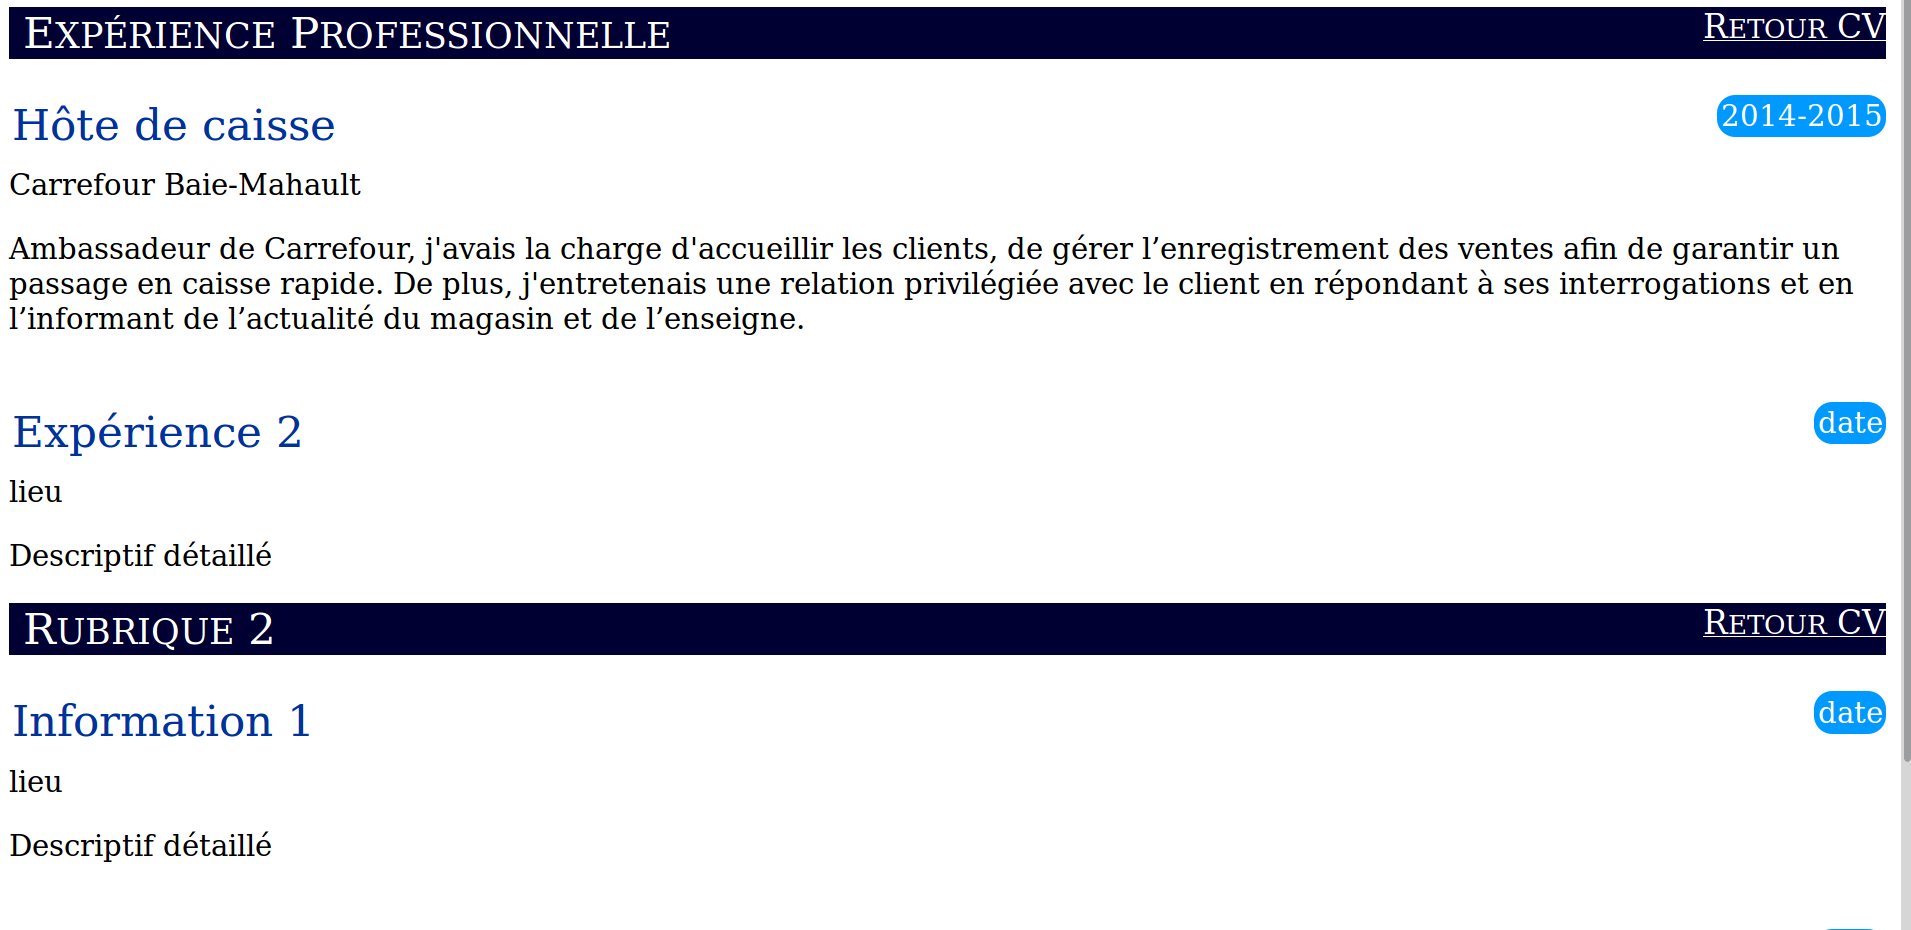 Expérience Professionnelle Retour CV
Hôte de caisse 2014-2015
Carrefour Baie-Mahault
Ambassadeur de Carrefour, j'avais la charge d'accueillir les clients, de gérer l’enregistrement des ventes afin de garantir un
passage en caisse rapide. De plus, j'entretenais une relation privilégiée avec le client en répondant à ses interrogations et en
l’informant de l’actualité du magasin et de l’enseigne.
Expérience 2 date
lieu
Descriptif détaillé
Rubrique 2 Retour CV
Information 1 date
lieu
Descriptif détaillé